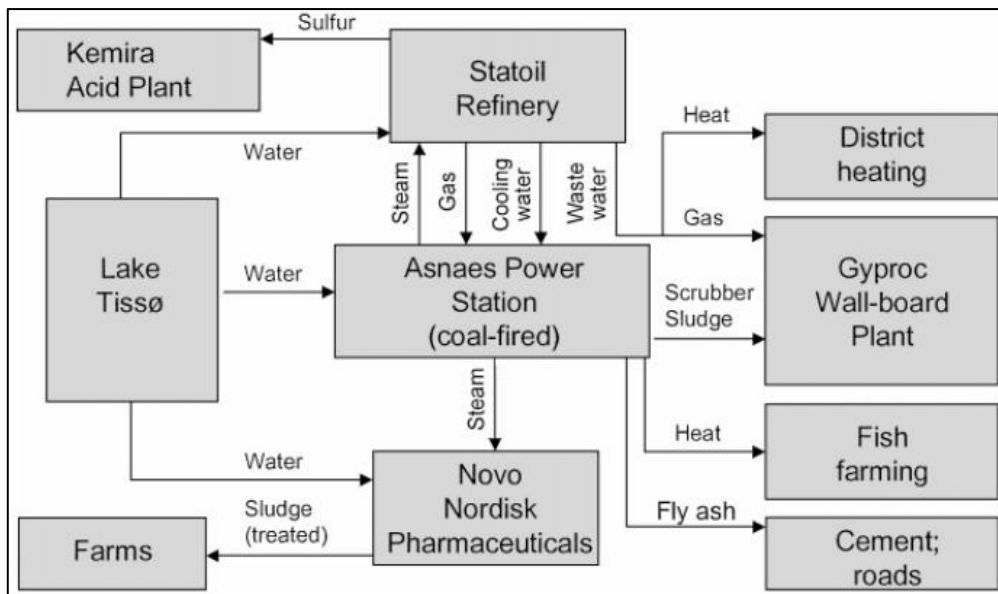 Sulfur
Kemira
Acid Plant
Statoil
Refinery
Water
Steam
Gas
Cooling
water
Waste
water
Heat
District
heating
Gas
Lake
Tissø
Water
Asnaes Power
Station
(coal-fired)
Scrubber
Sludge
Gyproc
Wall-board
Plant
Steam
Heat
Fish
farming
Water
Novo
Nordisk
Pharmaceuticals
Sludge
(treated)
Farms
Fly ash
Cement;
roads